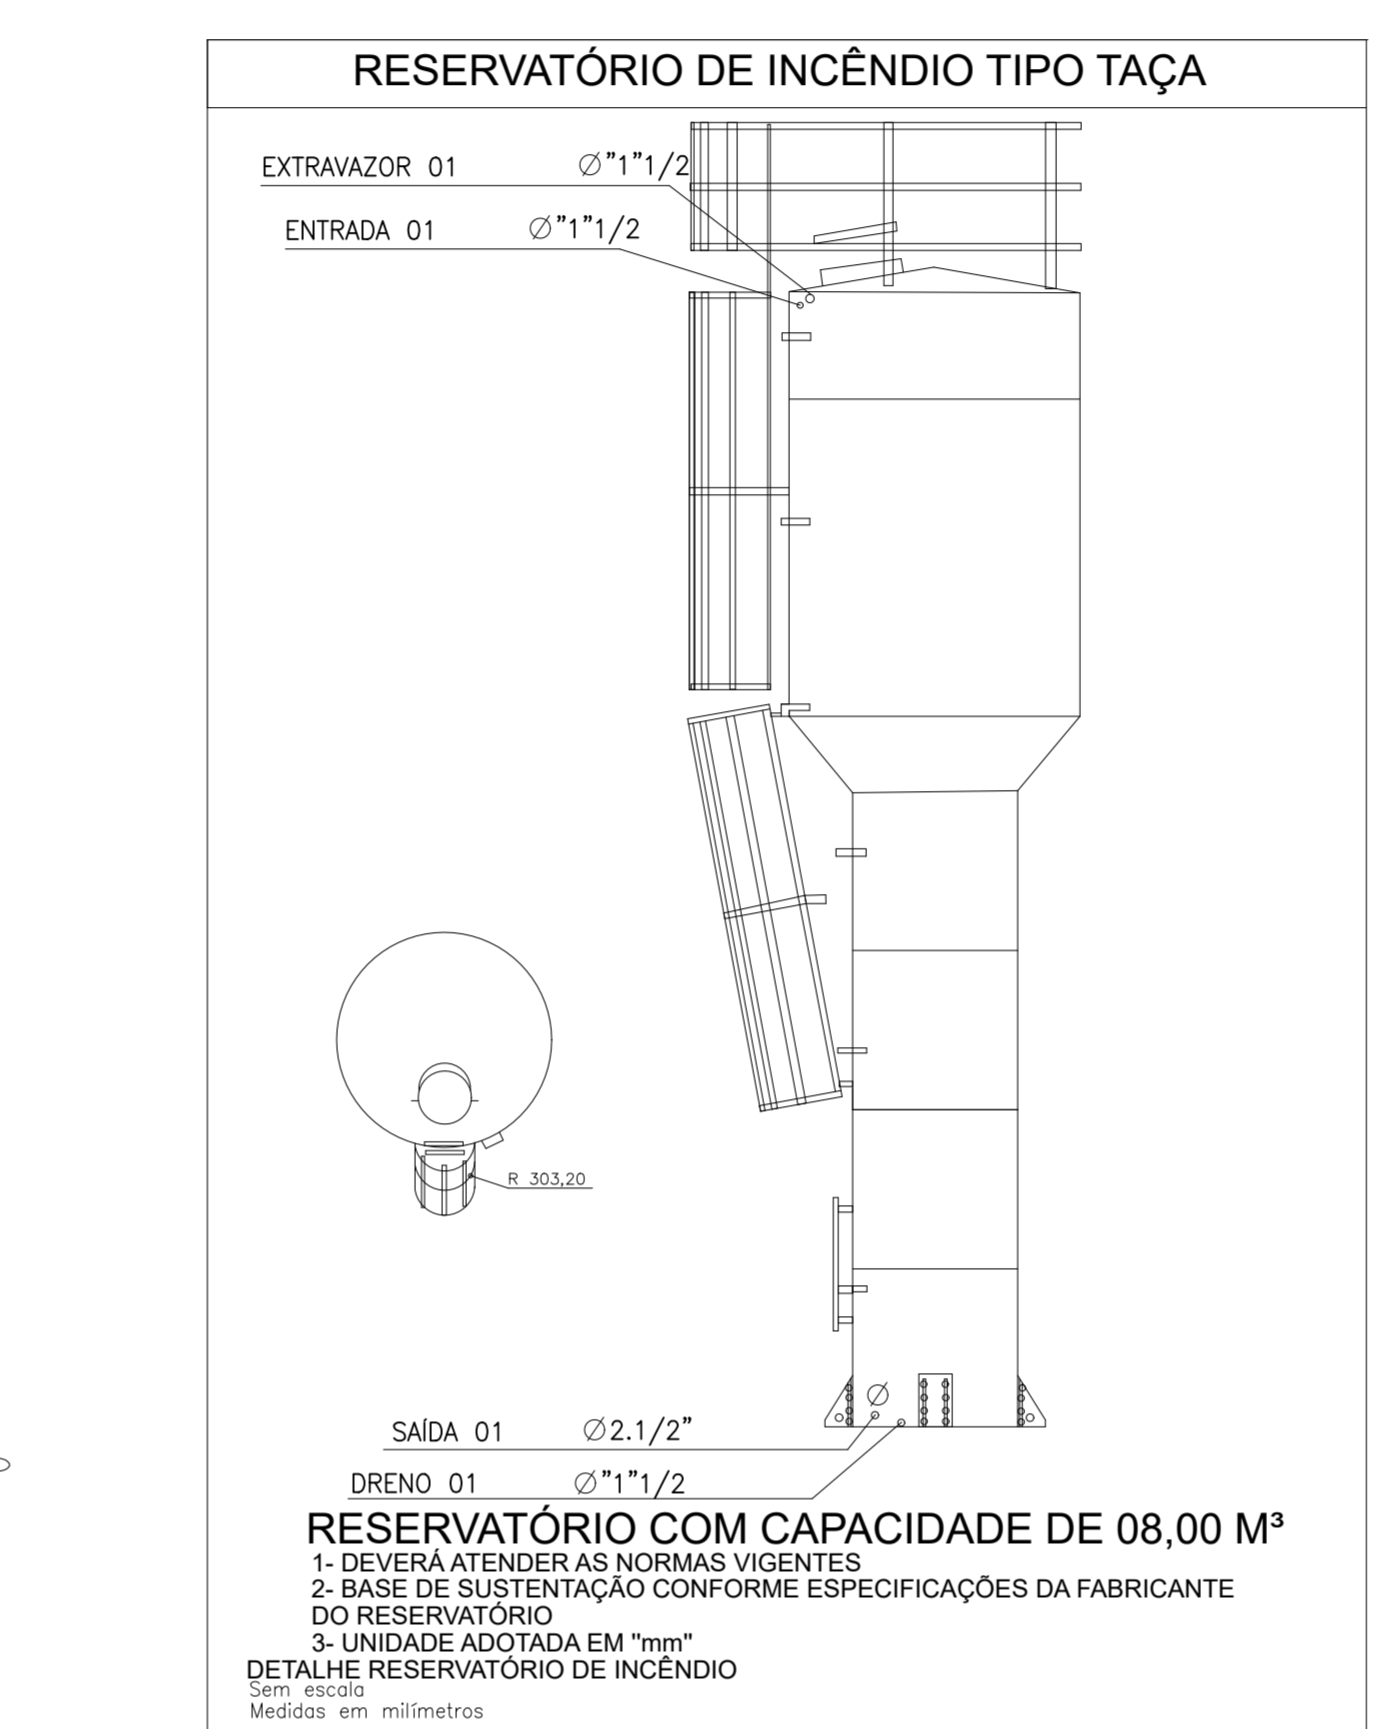 RESERVATÓRIO DE INCÊNDIO TIPO TAÇA
EXTRAVAZOR 01 Ø"1"1/2
ENTRADA 01 Ø"1"1/2
R 303,20
Ø
SAÍDA 01 Ø2.1/2"
DRENO 01 Ø"1"1/2
RESERVATÓRIO COM CAPACIDADE DE 08,00 M³
1- DEVERÁ ATENDER AS NORMAS VIGENTES
2- BASE DE SUSTENTAÇÃO CONFORME ESPECIFICAÇÕES DA FABRICANTE
DO RESERVATÓRIO
3- UNIDADE ADOTADA EM "mm"
DETALHE RESERVATÓRIO DE INCÊNDIO
Sem escala
Medidas em milímetros